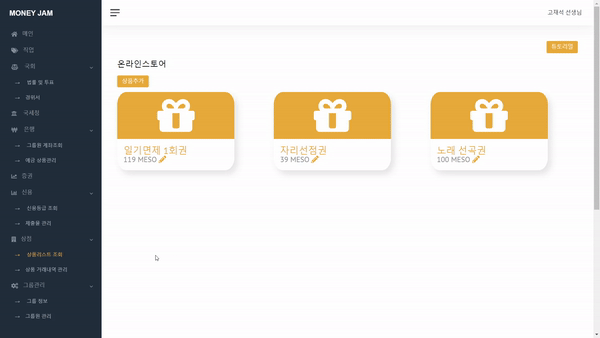 MONEY JAM
고재석 선생님
메인
직업
국회
법률 및 투표
판위서
국세청
은행
그룹원 계좌조회
예금 상품관리
증권
신용
신용등급 조회
제출물 관리
상점
상품리스트 조회
상품 거래내역 관리
그룹관리
그룹 정보
그룹원 관리
튜토리얼
온라인스토어
상품추가
일기면제 1회권
119 MESO
자리선점권
39 MESO
노래 선곡권
100 MESO